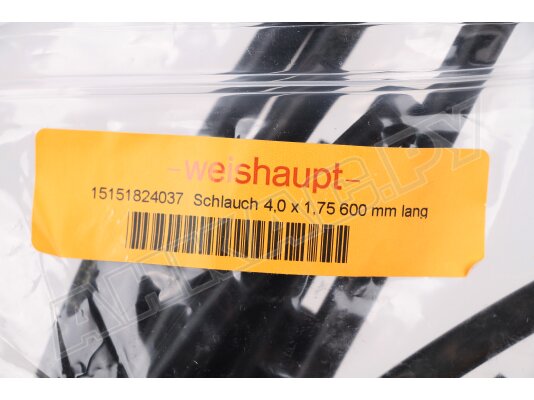 -weishaupt-
15151824037 Schlauch 4,0 x 1,75 600 mm lang